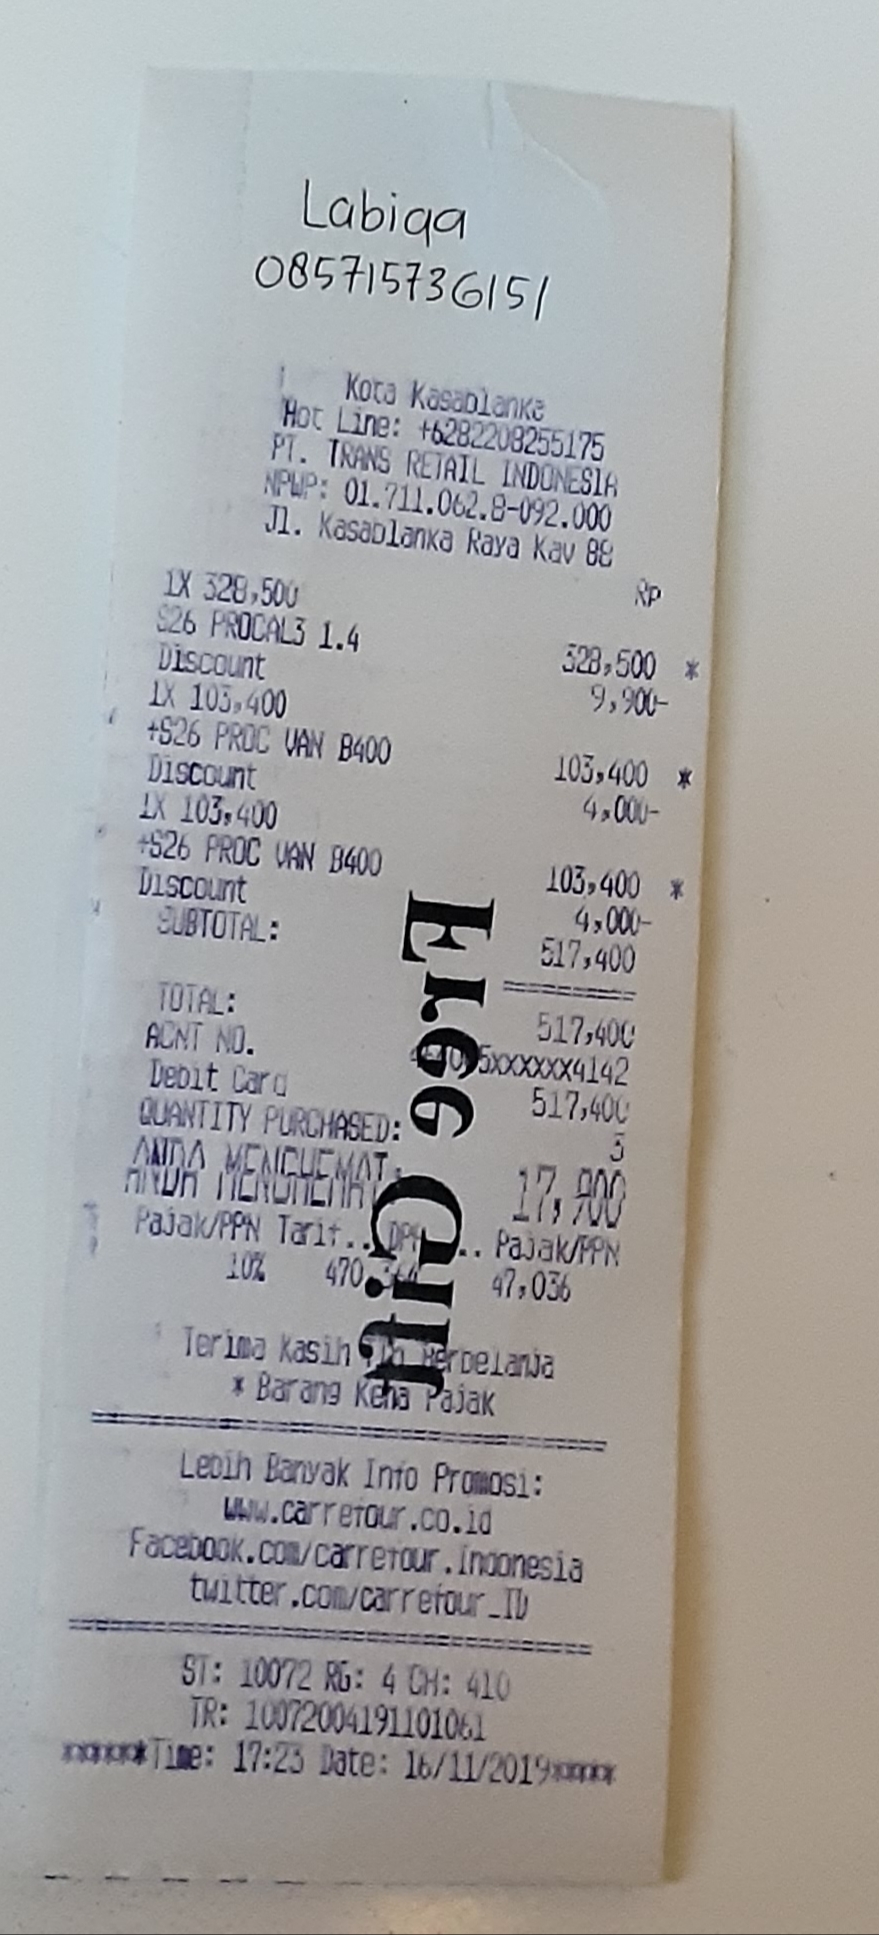 Labiqa
085715736151
Kota Kasablanka
Hot Line: +6282208255175
PT. TRANS RETAIL INDONESIA
NPWP: 01.711.062.8-092.000
Jl. Kasablanka Raya Kav 88
RP
1X 328,500
S26 PROCAL3 1.4 328,500 *
Discount 9,900-
1X 103,400
+S26 PROC VAN B400 103,400 *
Discount 4,000-
1X 103,400
+S26 PROC VAN B400 103,400 *
Discount 4,000-
SUBTOTAL: 517,400
TOTAL: 517,400
ACNT NO. 5xxxxxx4142
Debit Card 517,400
QUANTITY PURCHASED: 3
ANDA MENGHEMAT: 17,900
Pajak/PPN Tarif.. DPP .. Pajak/PPN
10% 470,364 47,036
Terima Kasih Tlh Berbelanja
* Barang Kena Pajak
Lebih Banyak Info Promosi:
www.carrefour.co.id
Facebook.com/carrefour.Indonesia
twitter.com/carrefour_ID
ST: 10072 RG: 4 CH: 410
TR: 10072004191101061
*****Time: 17:23 Date: 16/11/2019*****
Free Gift